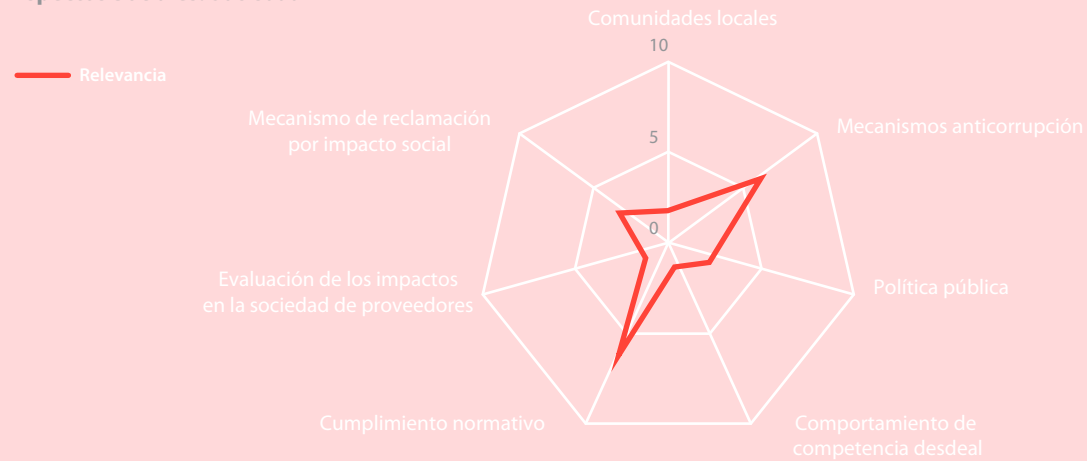 Relevancia
Comunidades locales
10
5
0
Mecanismos anticorrupción
Política pública
Comportamiento de
competencia desdeal
Cumplimiento normativo
Evaluación de los impactos
en la sociedad de proveedores
Mecanismo de reclamación
por impacto social